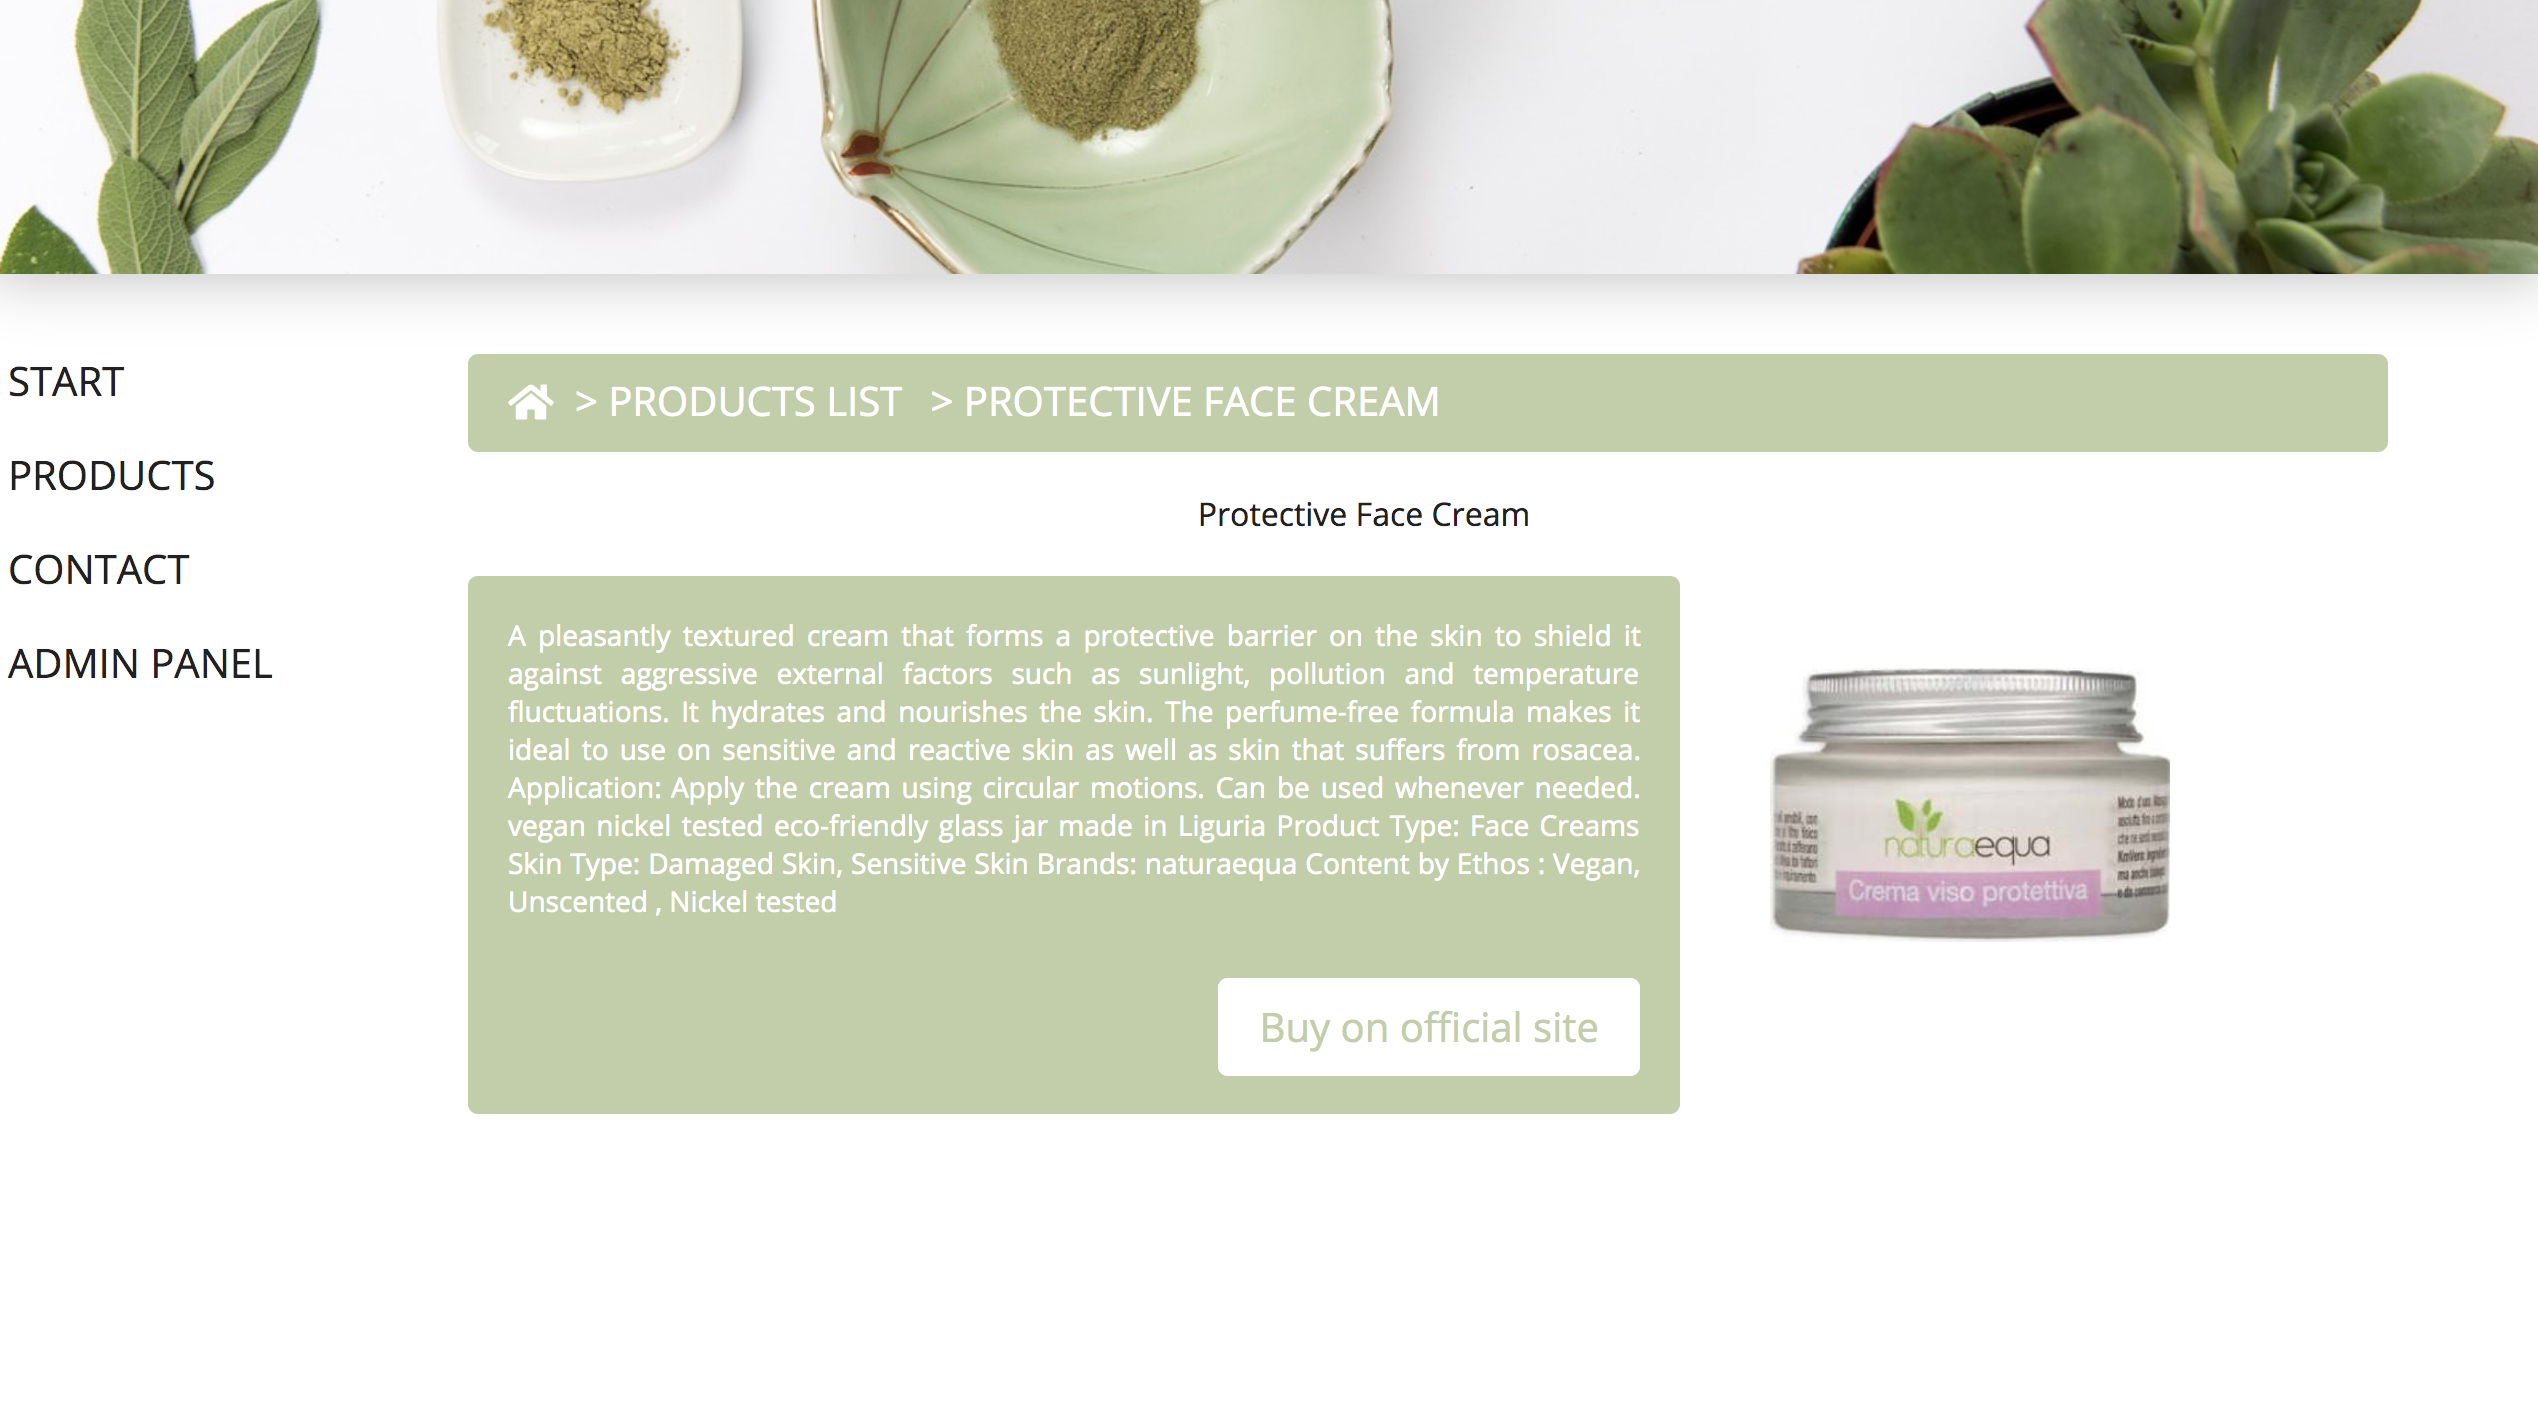 START
PRODUCTS
CONTACT
ADMIN PANEL
> PRODUCTS LIST > PROTECTIVE FACE CREAM
Protective Face Cream
A pleasantly textured cream that forms a protective barrier on the skin to shield it
against aggressive external factors such as sunlight, pollution and temperature
fluctuations. It hydrates and nourishes the skin. The perfume-free formula makes it
ideal to use on sensitive and reactive skin as well as skin that suffers from rosacea.
Application: Apply the cream using circular motions. Can be used whenever needed.
vegan nickel tested eco-friendly glass jar made in Liguria Product Type: Face Creams
Skin Type: Damaged Skin, Sensitive Skin Brands: naturaequa Content by Ethos : Vegan,
Unscented , Nickel tested
Buy on official site
naturaequa
Crema viso protettiva